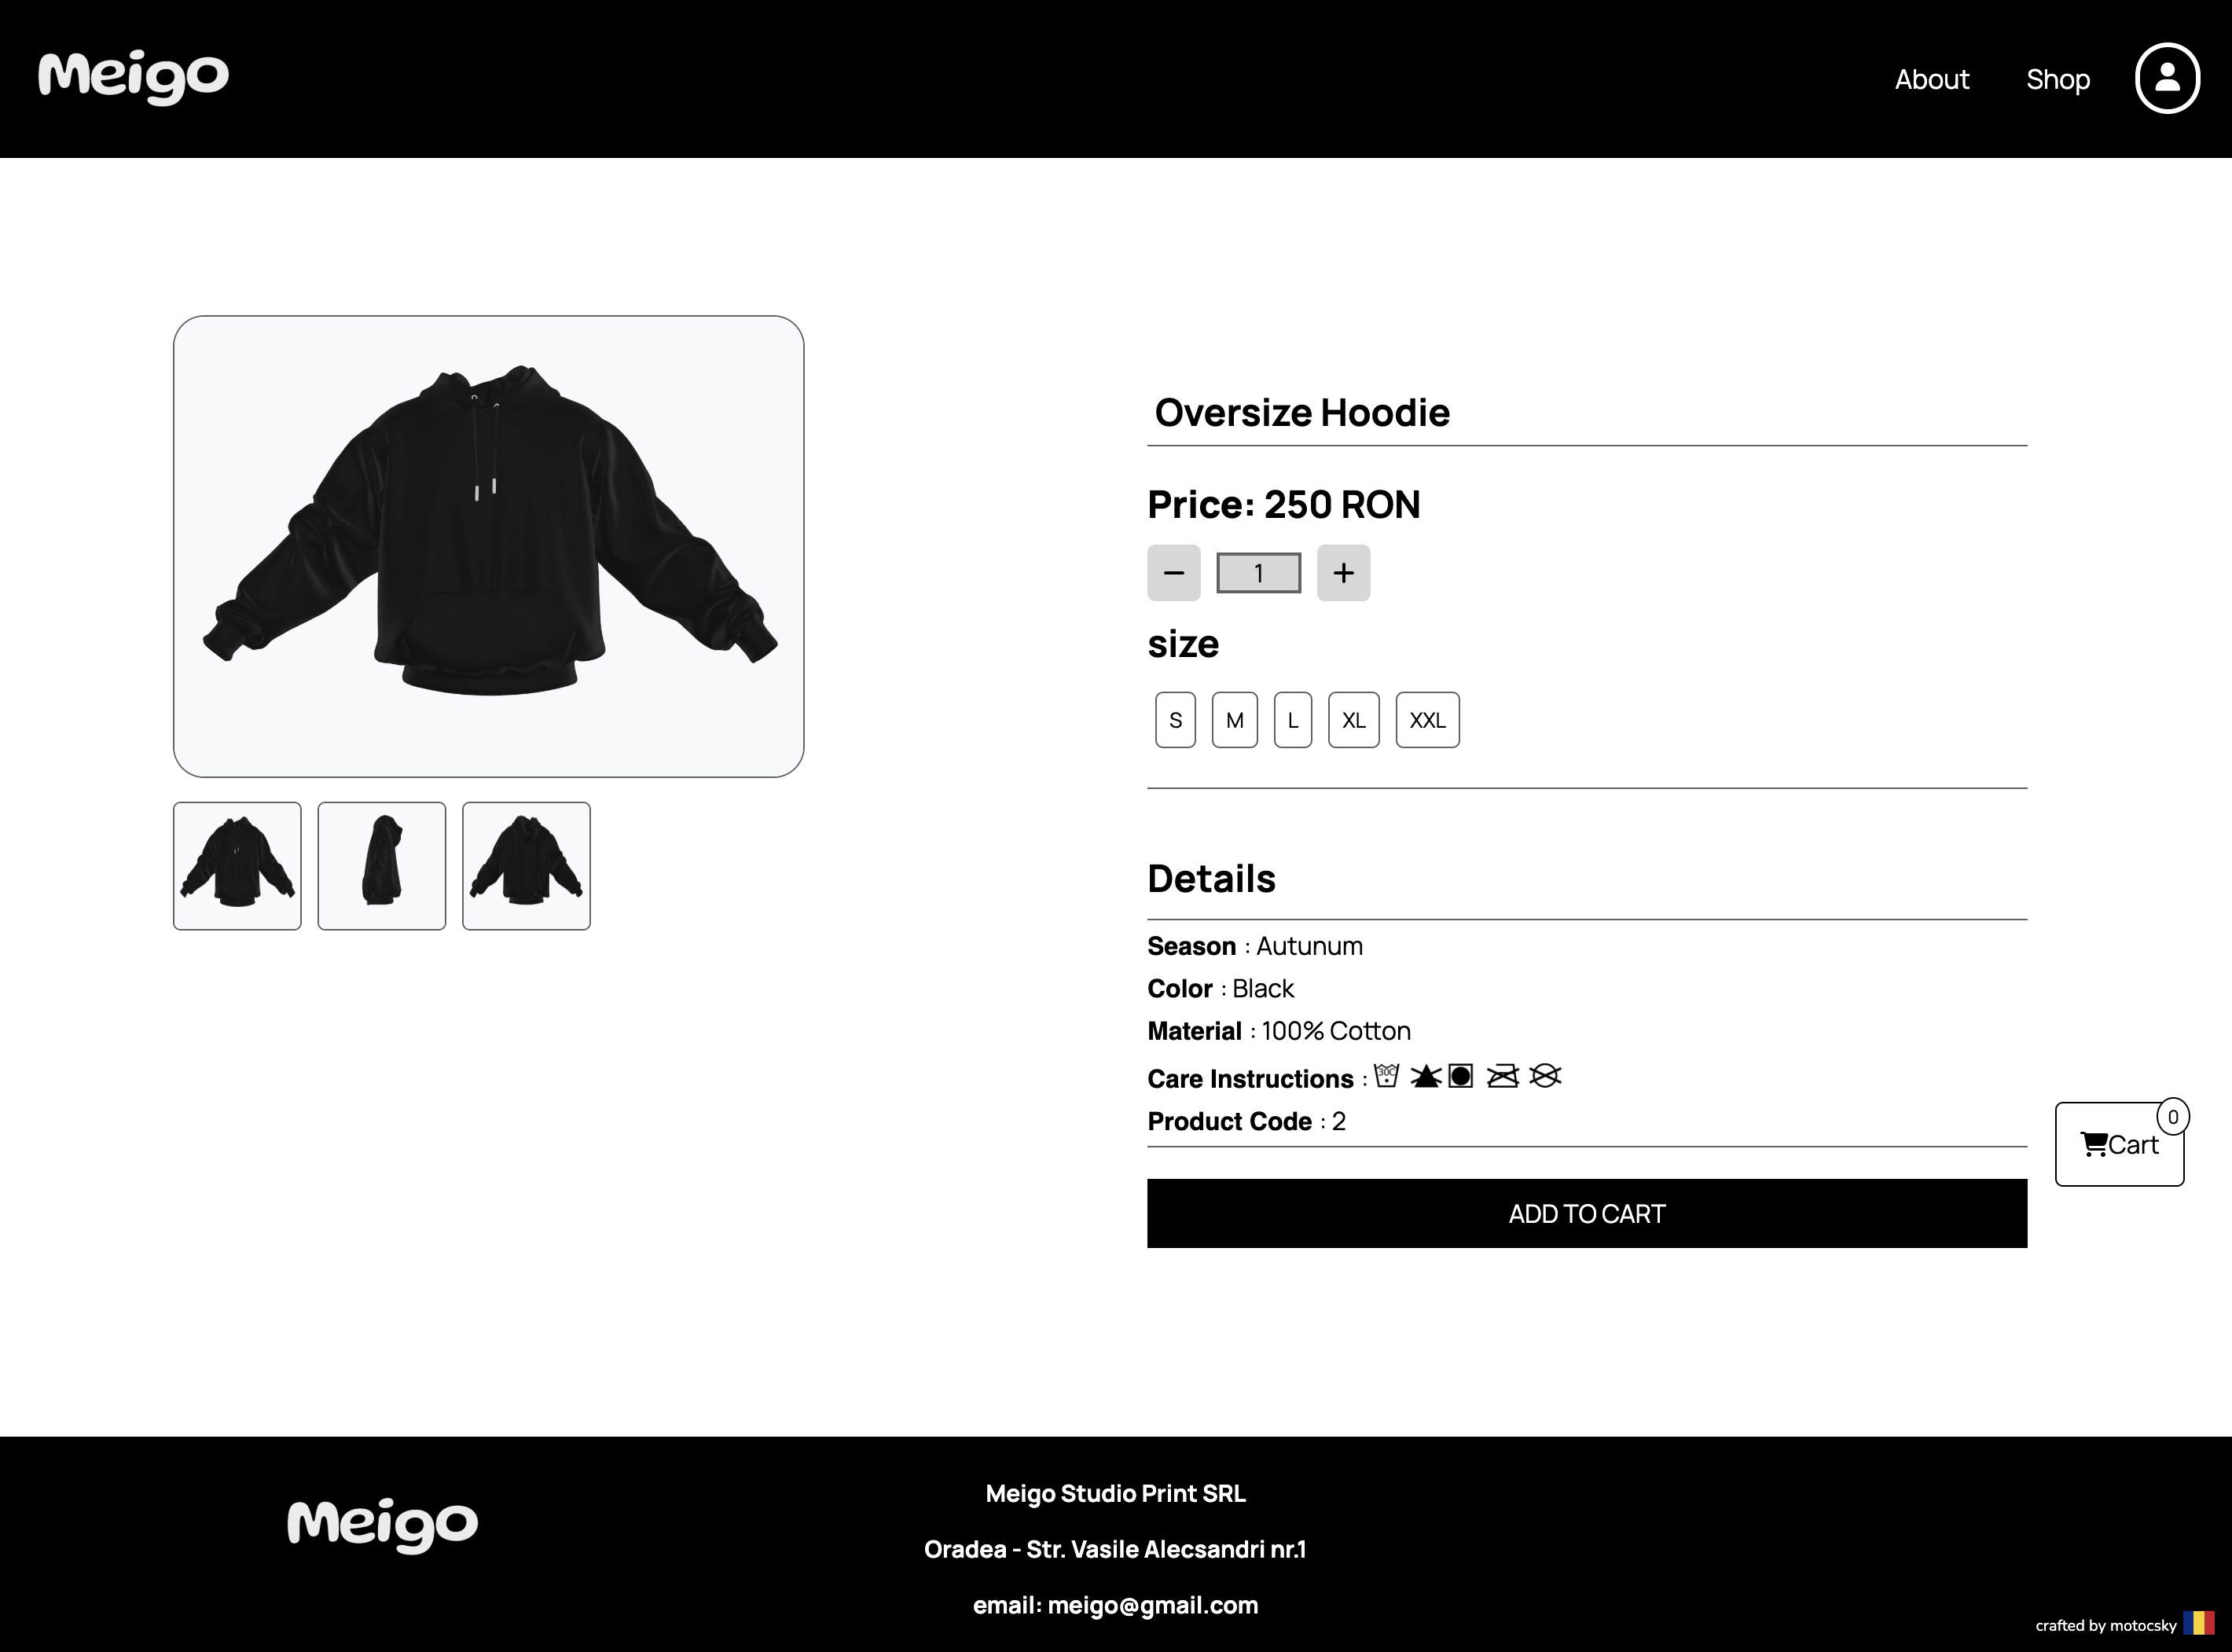 Meigo
About
Shop
Oversize Hoodie
Price: 250 RON
1
size
S M L XL XXL
Details
Season : Autunum
Color : Black
Material : 100% Cotton
Care Instructions : 30C
Product Code : 2
0
Cart
ADD TO CART
Meigo
Meigo Studio Print SRL
Oradea - Str. Vasile Alecsandri nr.1
email: meigo@gmail.com
crafted by motocsky